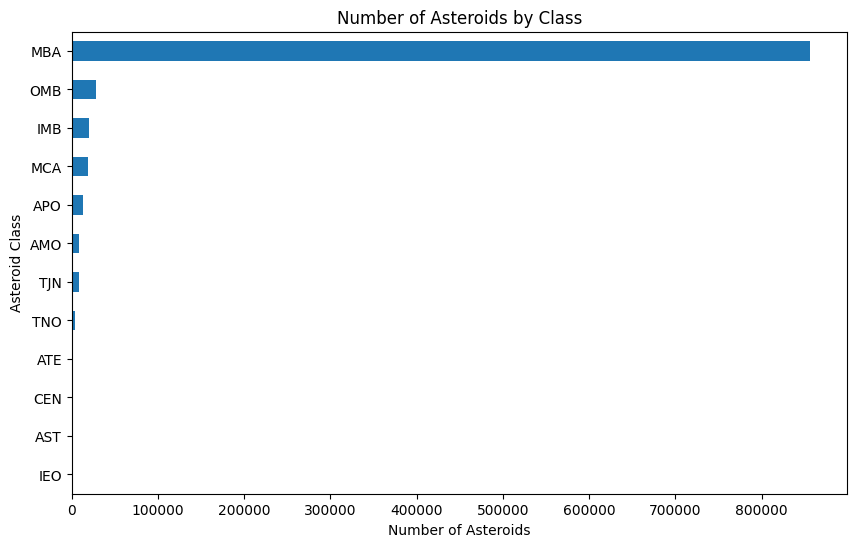 Number of Asteroids by Class
Asteroid Class
MBA
OMB
IMB
MCA
APO
AMO
TJN
TNO
ATE
CEN
AST
IEO
0 100000 200000 300000 400000 500000 600000 700000 800000
Number of Asteroids